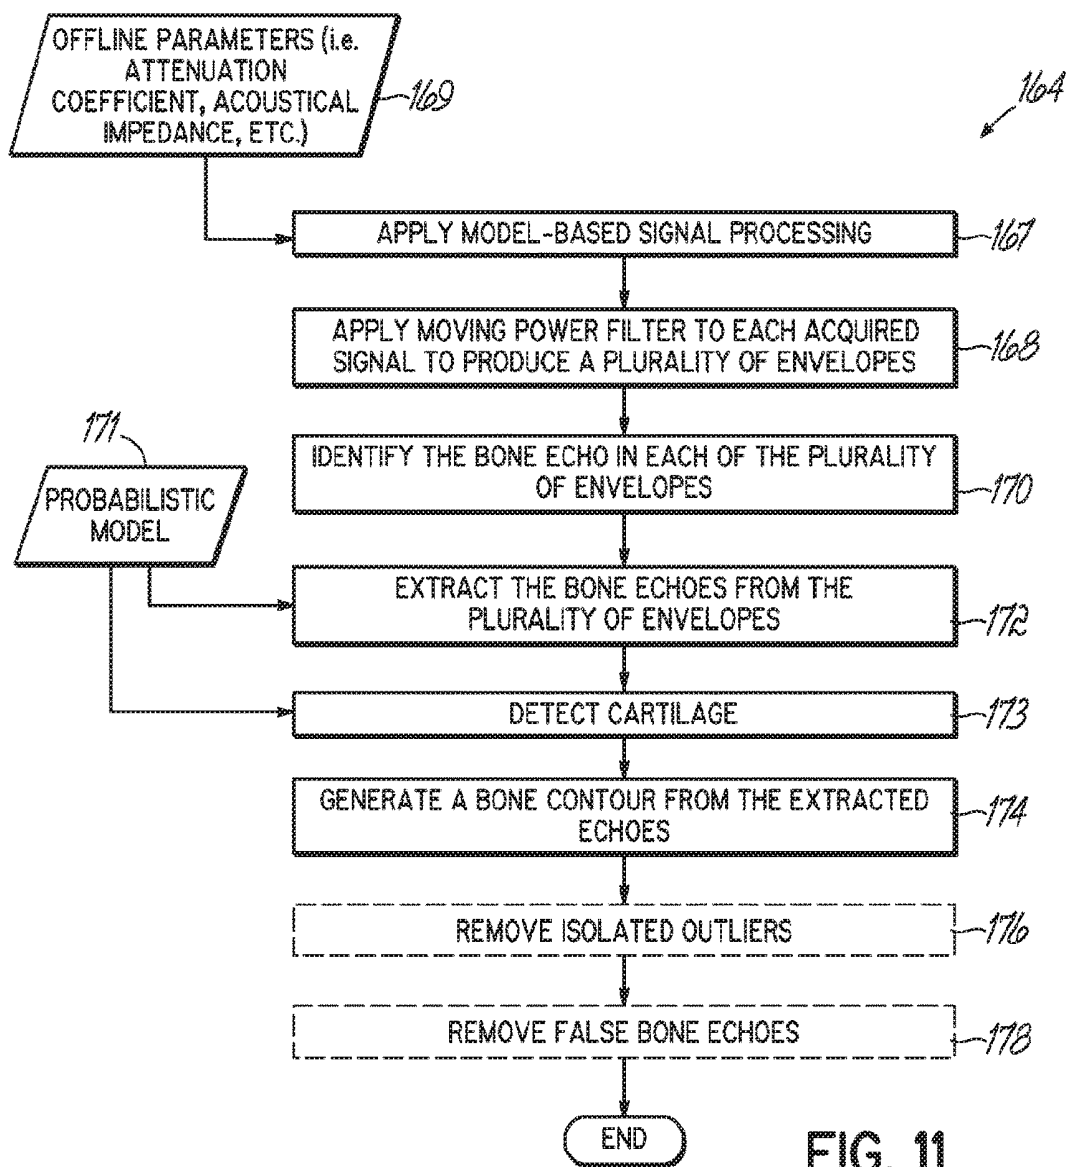 OFFLINE PARAMETERS (i.e.
ATTENUATION
COEFFICIENT, ACOUSTICAL
IMPEDANCE, ETC.)
169
164
APPLY MODEL-BASED SIGNAL PROCESSING
167
APPLY MOVING POWER FILTER TO EACH ACQUIRED
SIGNAL TO PRODUCE A PLURALITY OF ENVELOPES
168
171
PROBABILISTIC
MODEL
IDENTIFY THE BONE ECHO IN EACH OF THE PLURALITY
OF ENVELOPES
170
EXTRACT THE BONE ECHOES FROM THE
PLURALITY OF ENVELOPES
172
DETECT CARTILAGE
173
GENERATE A BONE CONTOUR FROM THE EXTRACTED
ECHOES
174
REMOVE ISOLATED OUTLIERS
176
REMOVE FALSE BONE ECHOES
178
END
FIG. 11